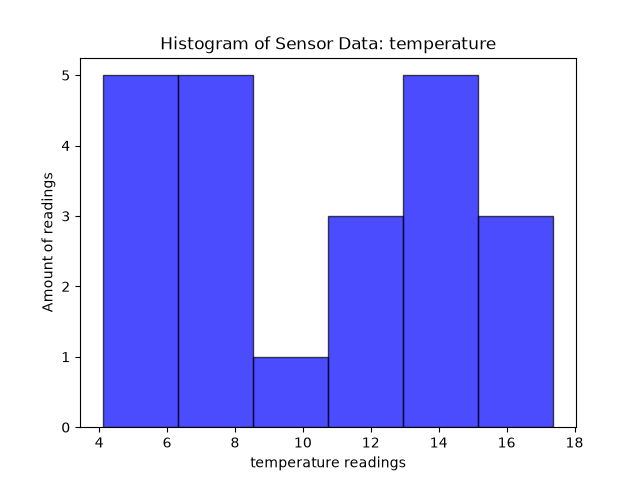 Histogram of Sensor Data: temperature
Amount of readings
5
4
3
2
1
0
4 6 8 10 12 14 16 18
temperature readings